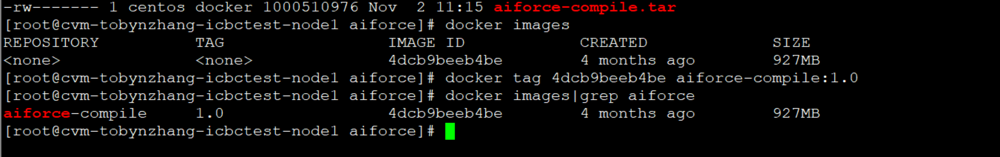 -rw------- 1 centos docker 1000510976 Nov  2 11:15 aiforce-compile.tar
[root@cvm-tobynzhang-icbctest-node1 aiforce]# docker images
REPOSITORY          TAG                 IMAGE ID            CREATED             SIZE
<none>              <none>              4dcb9beeb4be        4 months ago        927MB
[root@cvm-tobynzhang-icbctest-node1 aiforce]# docker tag 4dcb9beeb4be aiforce-compile:1.0
[root@cvm-tobynzhang-icbctest-node1 aiforce]# docker images|grep aiforce
aiforce-compile     1.0                 4dcb9beeb4be        4 months ago        927MB
[root@cvm-tobynzhang-icbctest-node1 aiforce]#